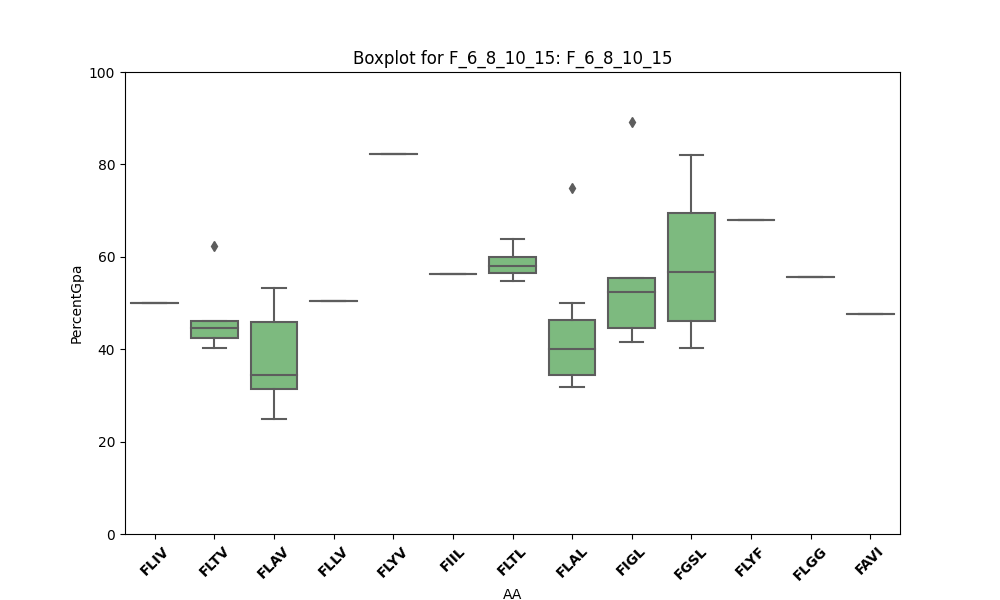 Boxplot for F_6_8_10_15: F_6_8_10_15
100
80
60
40
20
0
PercentGpa
FLIV FLTV FLAV FLLV FLYV FIIL FLTL FLAL FIGL FGSL FLYF FLGG FAVI
AA